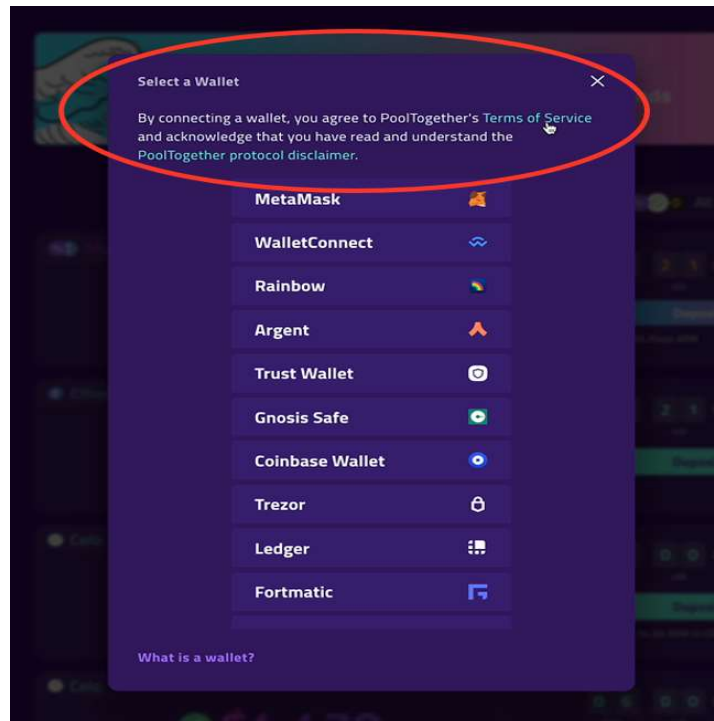 Select a Wallet
By connecting a wallet, you agree to PoolTogether's Terms of Service
and acknowledge that you have read and understand the
PoolTogether protocol disclaimer.
MetaMask
WalletConnect
Rainbow
Argent
Trust Wallet
Gnosis Safe
Coinbase Wallet
Trezor
Ledger
Fortmatic
What is a wallet?